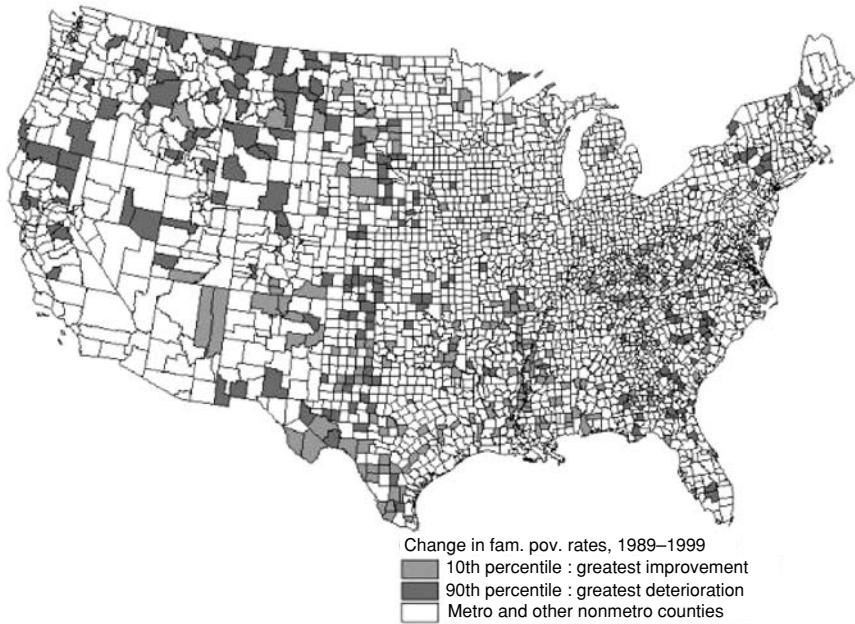 Change in fam. pov. rates, 1989–1999
10th percentile : greatest improvement
90th percentile : greatest deterioration
Metro and other nonmetro counties